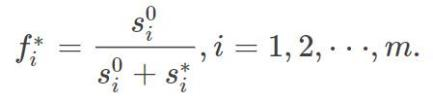 $f_i^* = \frac{s_i^0}{s_i^0 + s_i^*}, i = 1, 2, \cdots, m.$